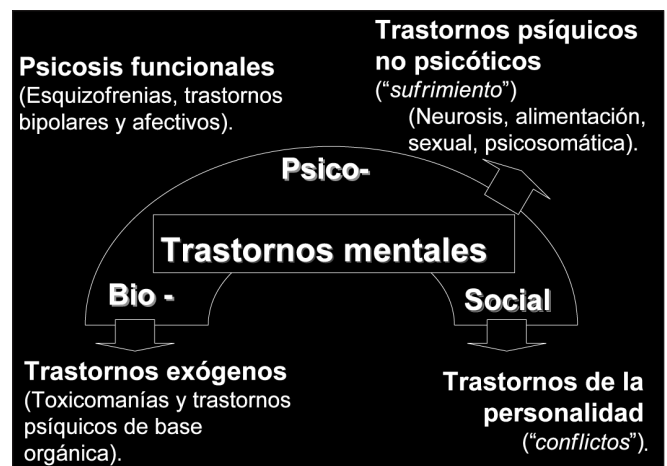 Psicosis funcionales
(Esquizofrenias, trastornos
bipolares y afectivos).
Trastornos psíquicos
no psicóticos
(“sufrimiento”)
(Neurosis, alimentación,
sexual, psicosomática).
Psico-
Trastornos mentales
Bio -
Social
Trastornos exógenos
(Toxicomanías y trastornos
psíquicos de base
orgánica).
Trastornos de la
personalidad
(“conflictos”).